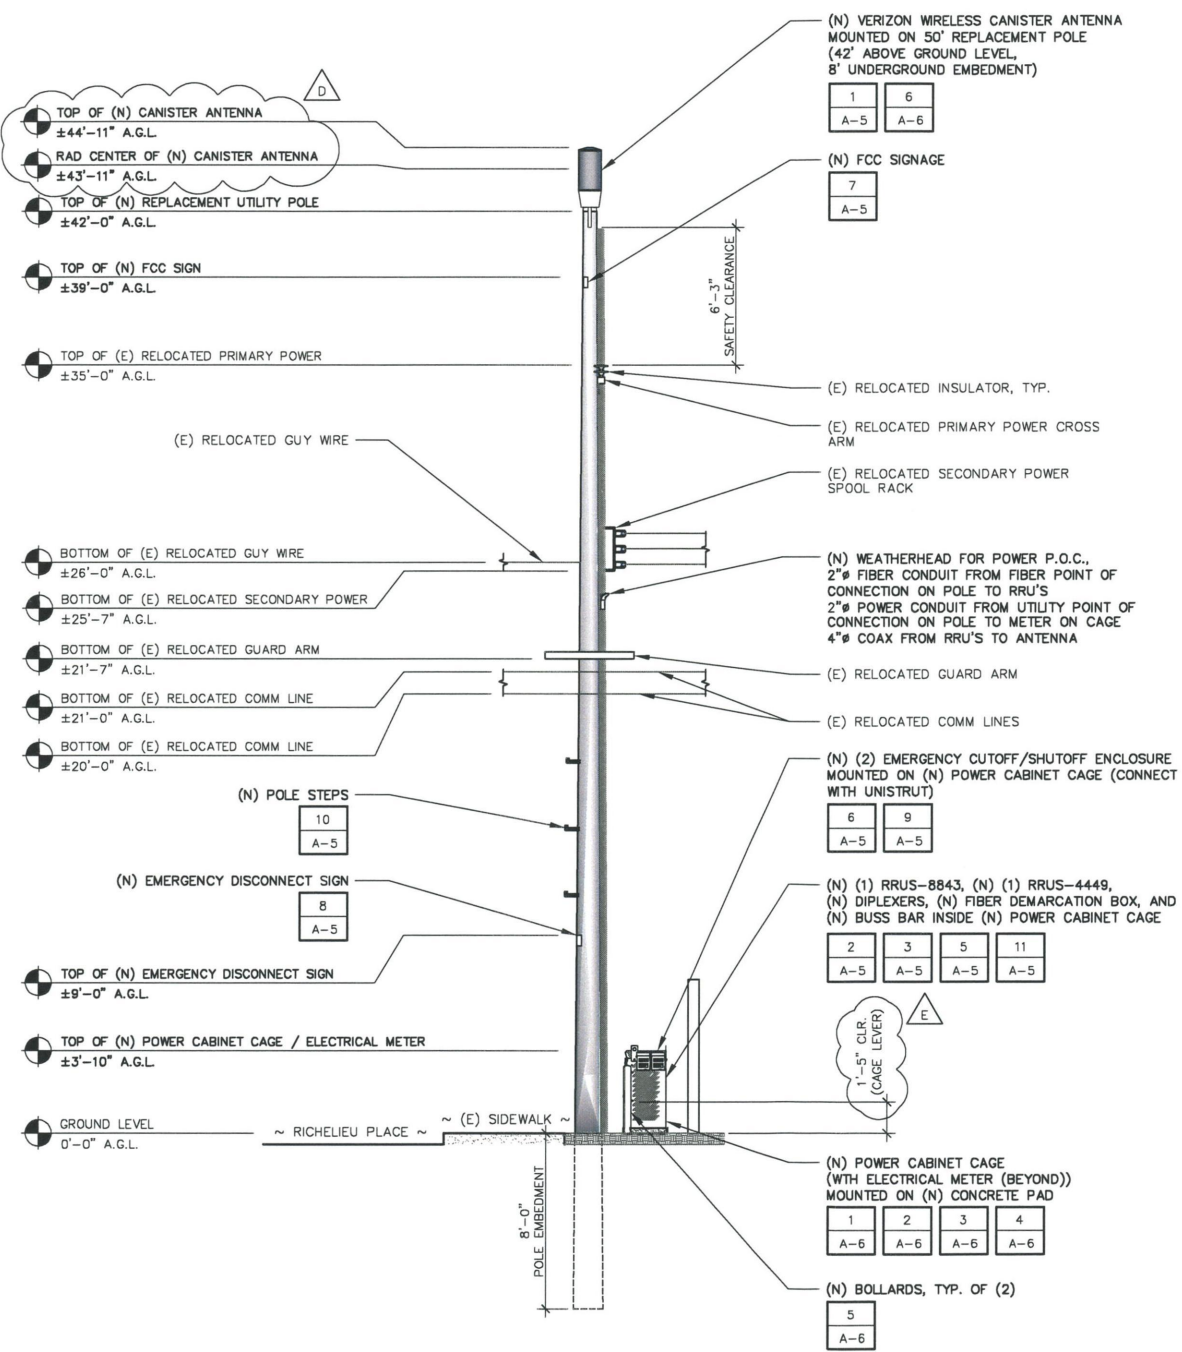 (N) VERIZON WIRELESS CANISTER ANTENNA
MOUNTED ON 50' REPLACEMENT POLE
(42' ABOVE GROUND LEVEL,
8' UNDERGROUND EMBEDMENT)
1 6
A-5 A-6
D
TOP OF (N) CANISTER ANTENNA
±44'-11" A.G.L.
RAD CENTER OF (N) CANISTER ANTENNA
±43'-11" A.G.L.
TOP OF (N) REPLACEMENT UTILITY POLE
±42'-0" A.G.L.
(N) FCC SIGNAGE
7
A-5
TOP OF (N) FCC SIGN
±39'-0" A.G.L.
6'-3"
SAFETY CLEARANCE
TOP OF (E) RELOCATED PRIMARY POWER
±35'-0" A.G.L.
(E) RELOCATED INSULATOR, TYP.
(E) RELOCATED PRIMARY POWER CROSS
ARM
(E) RELOCATED GUY WIRE
(E) RELOCATED SECONDARY POWER
SPOOL RACK
BOTTOM OF (E) RELOCATED GUY WIRE
±26'-0" A.G.L.
BOTTOM OF (E) RELOCATED SECONDARY POWER
±25'-7" A.G.L.
(N) WEATHERHEAD FOR POWER P.O.C.,
2"ø FIBER CONDUIT FROM FIBER POINT OF
CONNECTION ON POLE TO RRU'S
2"ø POWER CONDUIT FROM UTILITY POINT OF
CONNECTION ON POLE TO METER ON CAGE
4"ø COAX FROM RRU'S TO ANTENNA
BOTTOM OF (E) RELOCATED GUARD ARM
±21'-7" A.G.L.
(E) RELOCATED GUARD ARM
BOTTOM OF (E) RELOCATED COMM LINE
±21'-0" A.G.L.
(E) RELOCATED COMM LINES
BOTTOM OF (E) RELOCATED COMM LINE
±20'-0" A.G.L.
(N) (2) EMERGENCY CUTOFF/SHUTOFF ENCLOSURE
MOUNTED ON (N) POWER CABINET CAGE (CONNECT
WITH UNISTRUT)
6 9
A-5 A-5
(N) POLE STEPS
10
A-5
(N) EMERGENCY DISCONNECT SIGN
8
A-5
(N) (1) RRUS-8843, (N) (1) RRUS-4449,
(N) DIPLEXERS, (N) FIBER DEMARCATION BOX, AND
(N) BUSS BAR INSIDE (N) POWER CABINET CAGE
2 3 5 11
A-5 A-5 A-5 A-5
TOP OF (N) EMERGENCY DISCONNECT SIGN
±9'-0" A.G.L.
E
1'-5" CLR.
(CAGE LEVER)
TOP OF (N) POWER CABINET CAGE / ELECTRICAL METER
±3'-10" A.G.L.
GROUND LEVEL
0'-0" A.G.L.
~ RICHELIEU PLACE ~
~ (E) SIDEWALK ~
8'-0"
POLE EMBEDMENT
(N) POWER CABINET CAGE
(WTH ELECTRICAL METER (BEYOND))
MOUNTED ON (N) CONCRETE PAD
1 2 3 4
A-6 A-6 A-6 A-6
(N) BOLLARDS, TYP. OF (2)
5
A-6